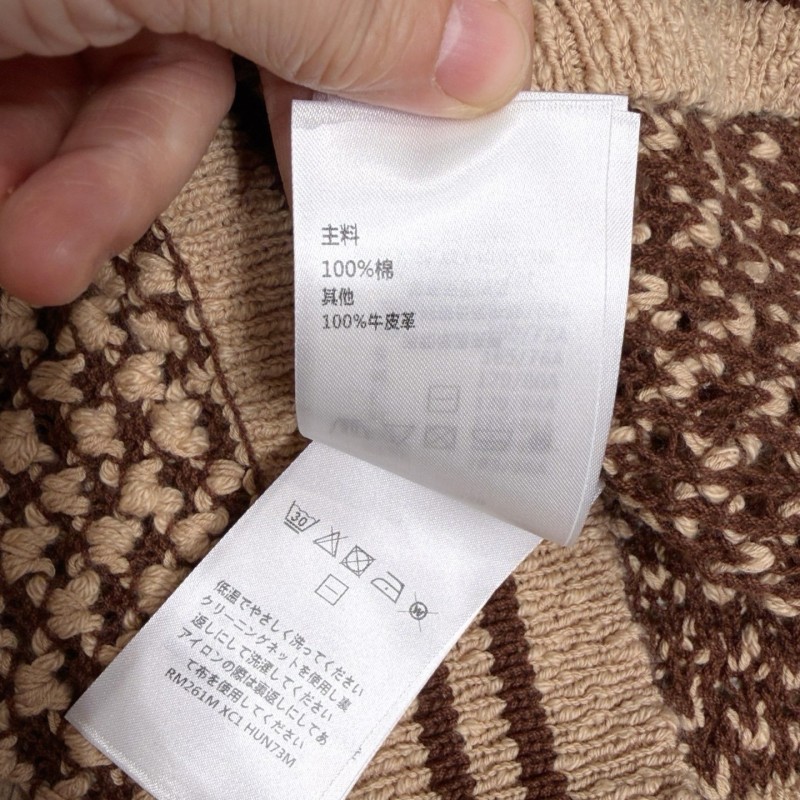 主料
100%棉
其他
100%牛皮革
30
W
低温でやさしく洗ってください
クリーニングネットを使用し裏
返しにして洗濯してください
アイロンの際は裏返しにしてあ
て布を使用してください
RM261M XCL HUN73M